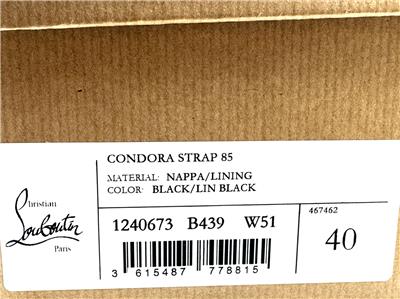 CONDORA STRAP 85
MATERIAL: NAPPA/LINING
COLOR: BLACK/LIN BLACK
Christian
Louboutin
Paris
1240673 B439 W51
467462
40
3 615487 778815